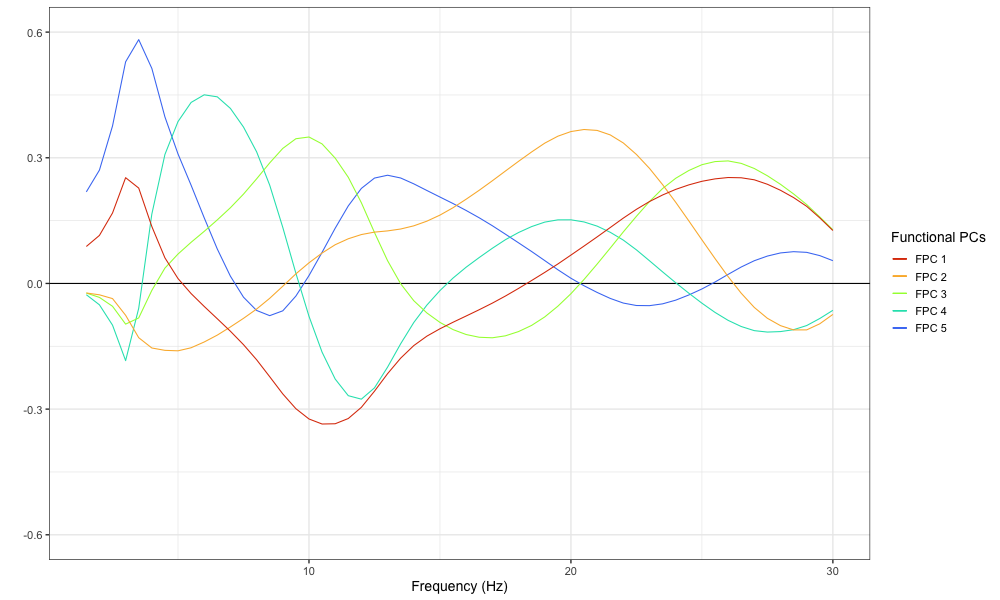 0.6
0.3
0.0
-0.3
-0.6
10 20 30
Frequency (Hz)
Functional PCs
FPC 1
FPC 2
FPC 3
FPC 4
FPC 5